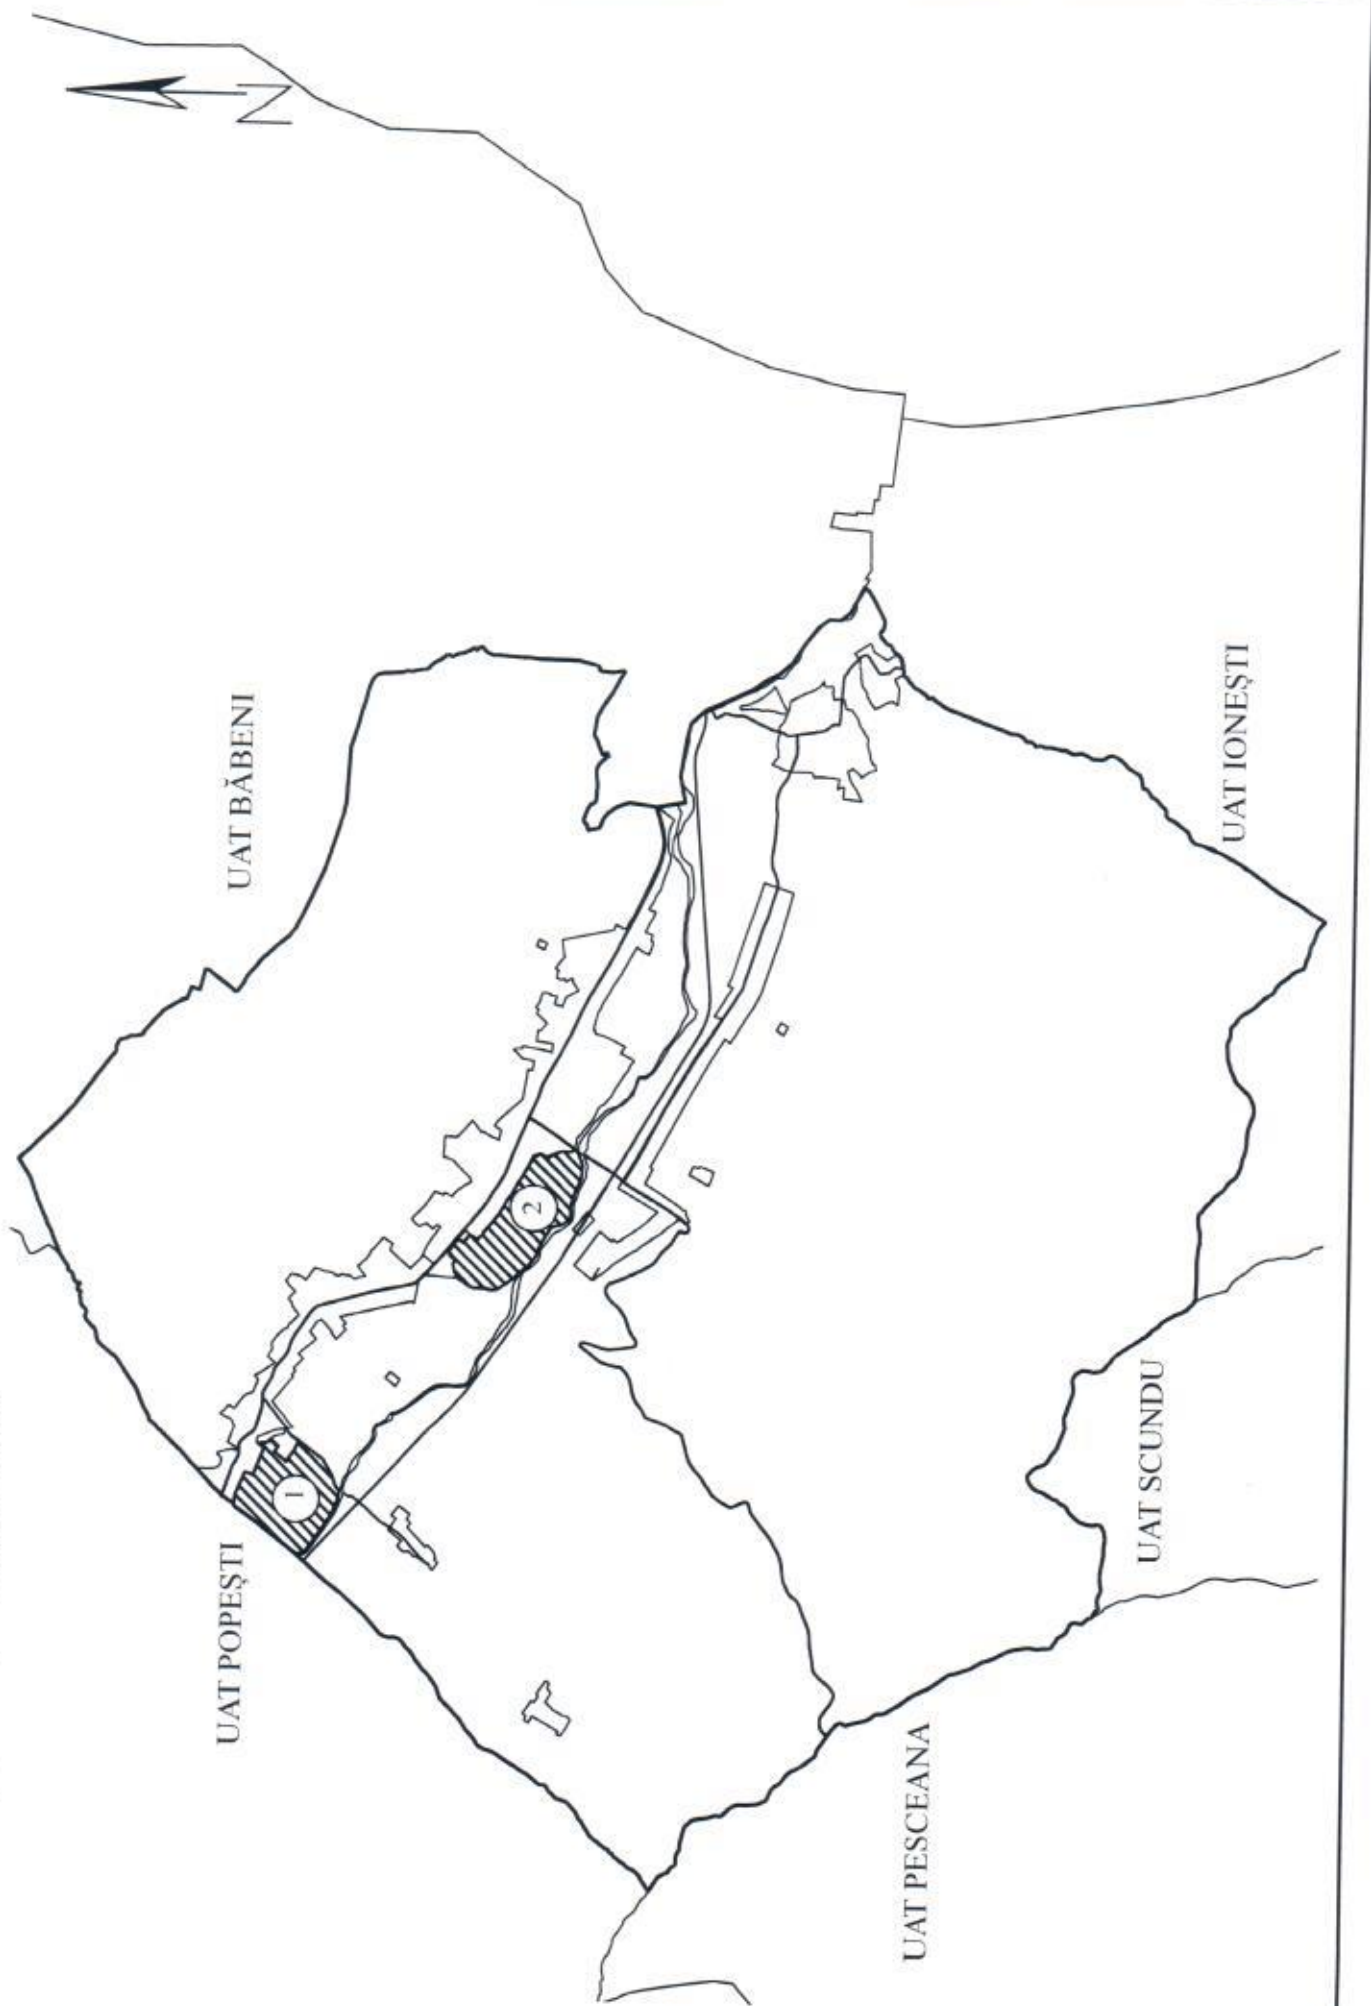 N
UAT BĂBENI
UAT POPEȘTI
1
2
UAT IONEȘTI
UAT SCUNDU
UAT PESCEANA